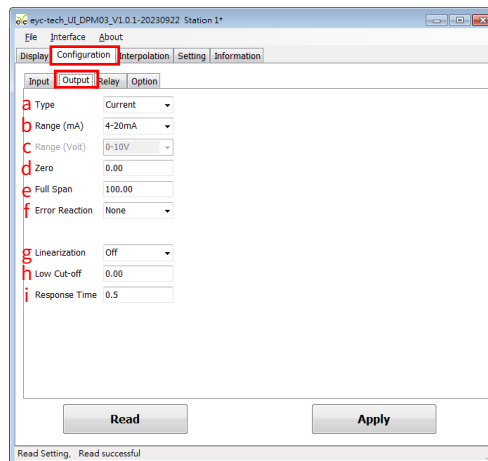 eyc-tech_UI_DPM03_V1.0.1-20230922 Station 1*
File Interface About
Display Configuration Interpolation Setting Information
Input Output Relay Option
a Type Current
b Range (mA) 4-20mA
c Range (Volt) 0-10V
d Zero 0.00
e Full Span 100.00
f Error Reaction None
g Linearization Off
h Low Cut-off 0.00
i Response Time 0.5
Read Apply
Read Setting, Read successful